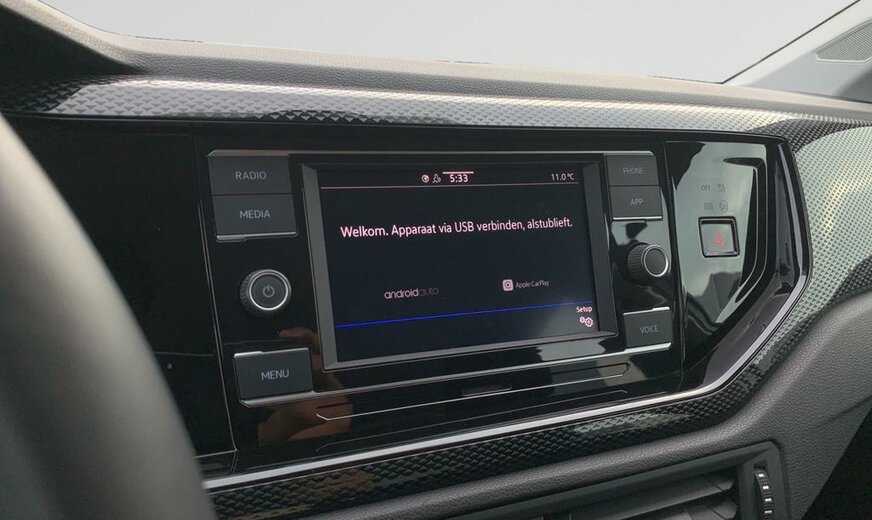 RADIO
MEDIA
MENU
5:33
11.0 °C
Welkom. Apparaat via USB verbinden, alstublieft.
androidauto
Apple CarPlay
Setup
PHONE
APP
VOICE
OFF